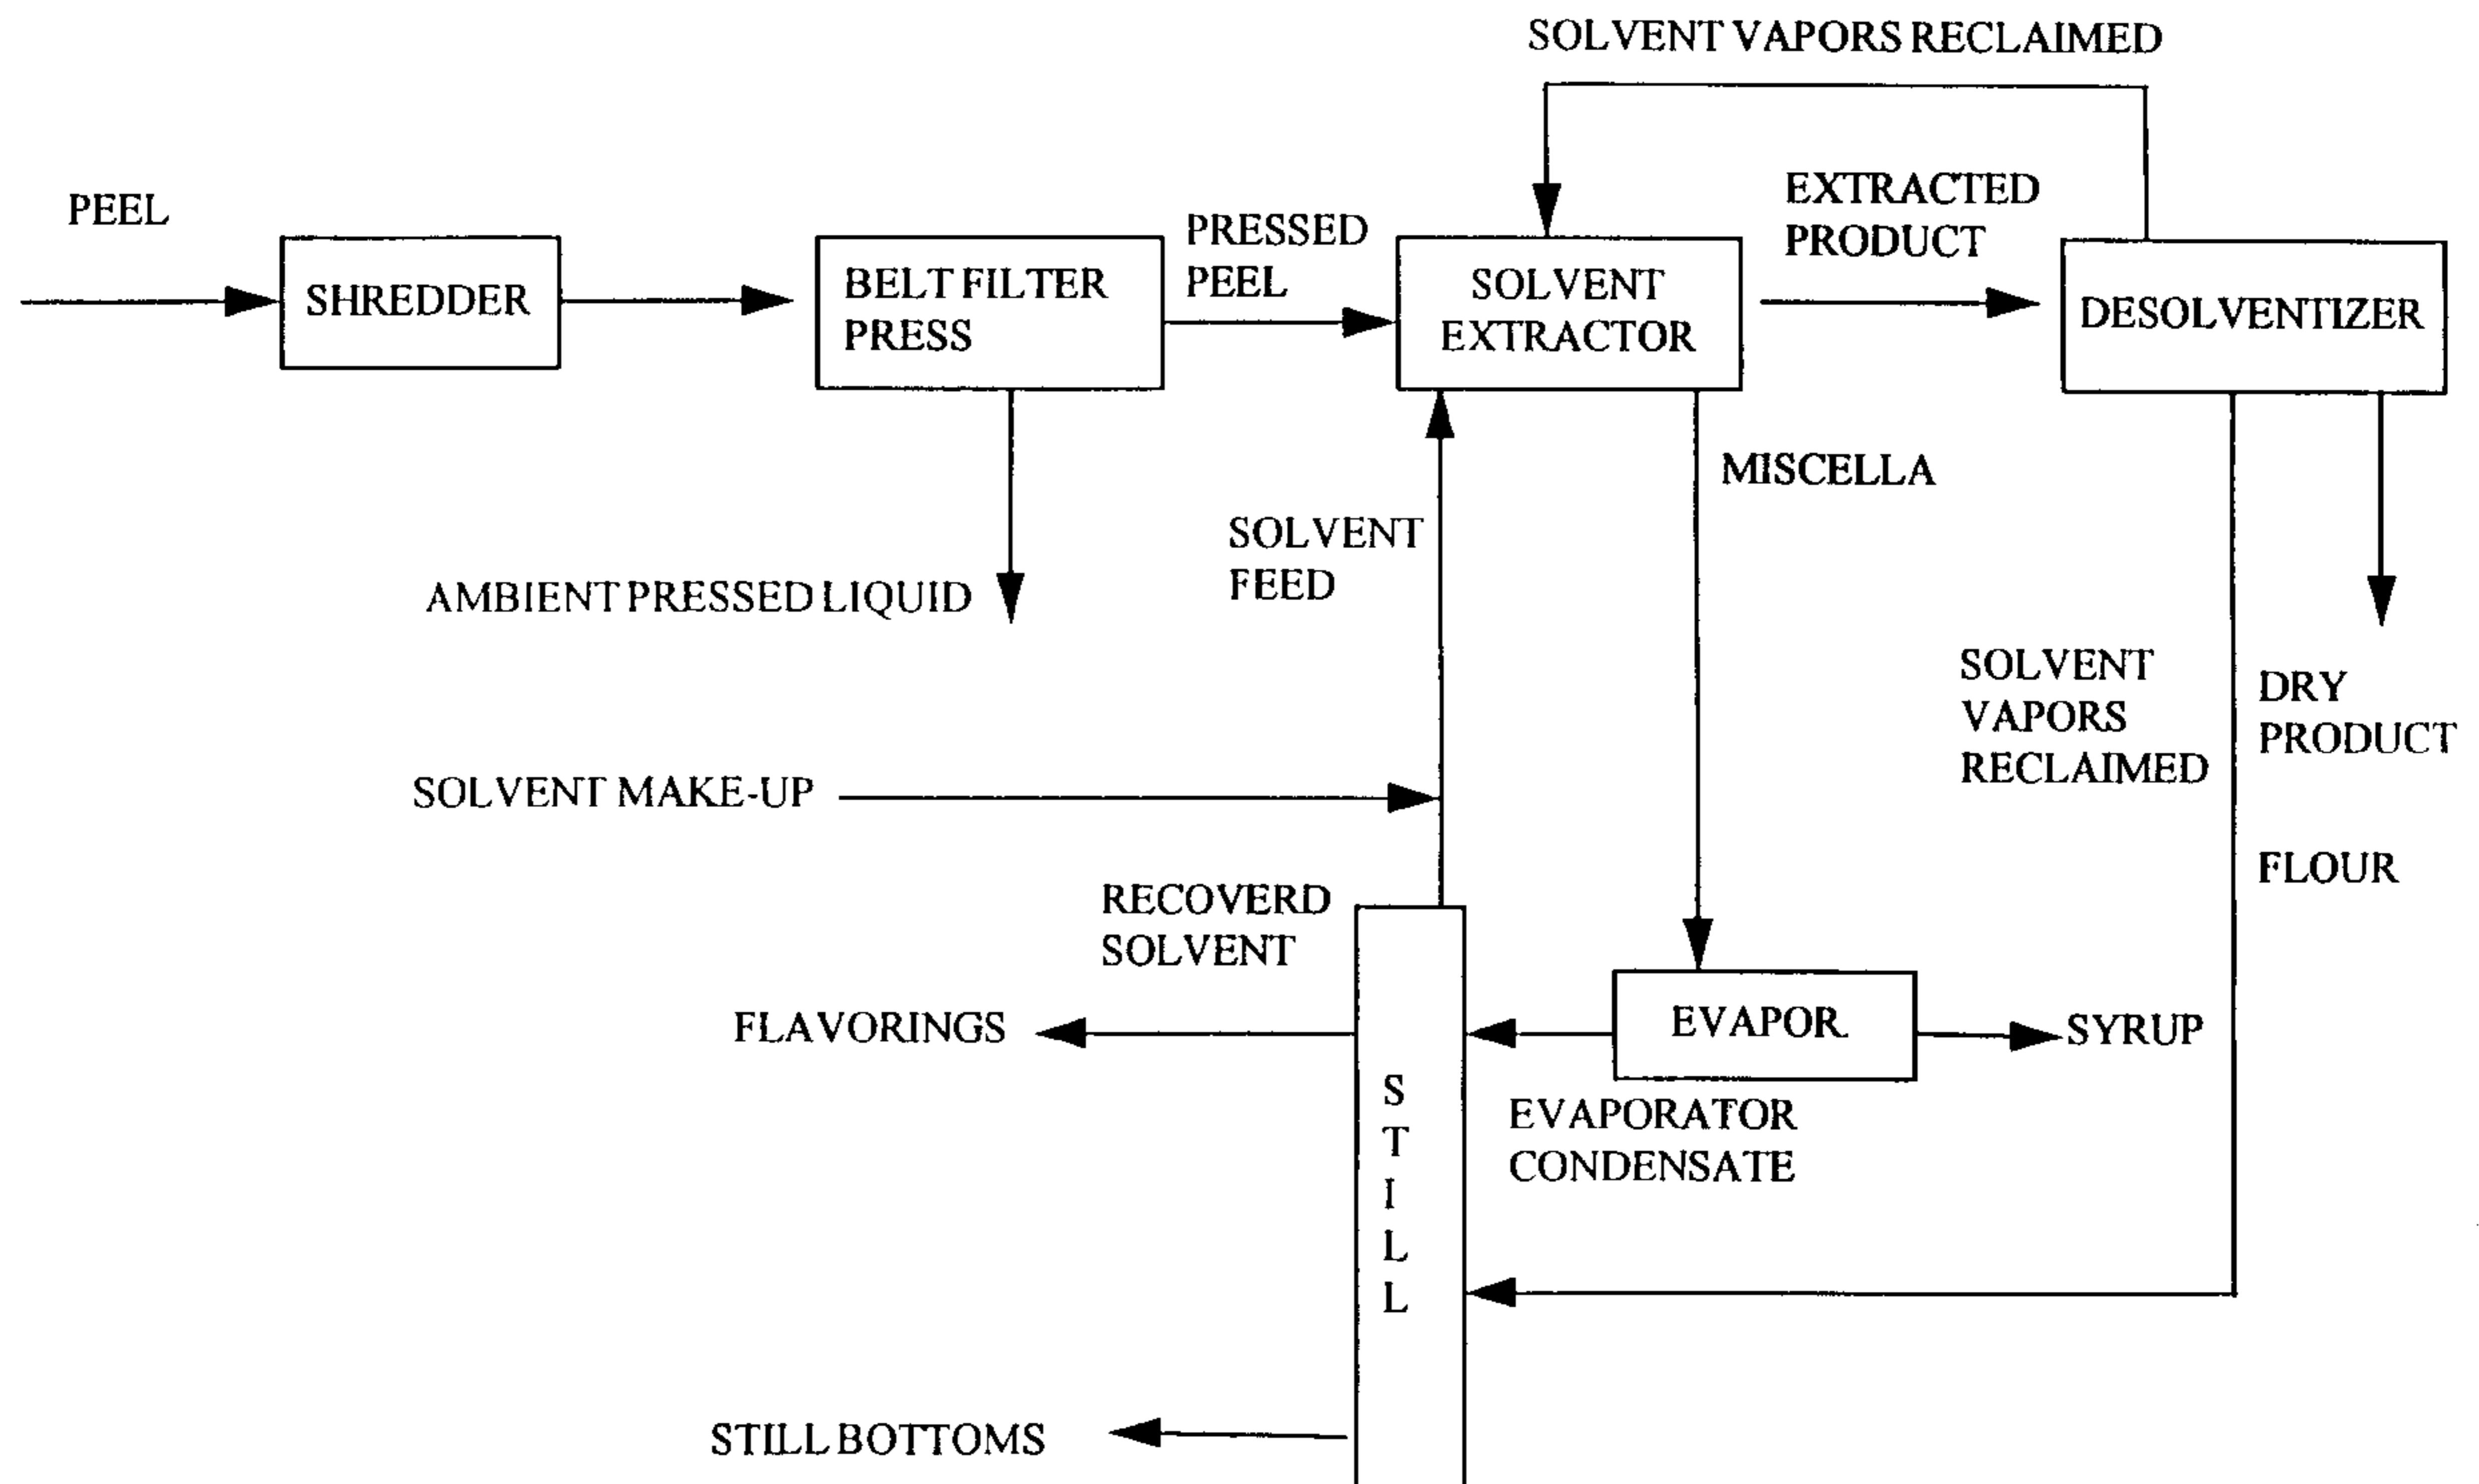 SOLVENT VAPORS RECLAIMED
PEEL
SHREDDER
BELT FILTER
PRESS
PRESSED
PEEL
SOLVENT
EXTRACTOR
EXTRACTED
PRODUCT
DESOLVENTIZER
AMBIENT PRESSED LIQUID
SOLVENT
FEED
MISCELLA
SOLVENT
VAPORS
RECLAIMED
DRY
PRODUCT
FLOUR
SOLVENT MAKE-UP
RECOVERD
SOLVENT
FLAVORINGS
EVAPOR.
SYRUP
EVAPORATOR
CONDENSATE
S
T
I
L
L
STILL BOTTOMS